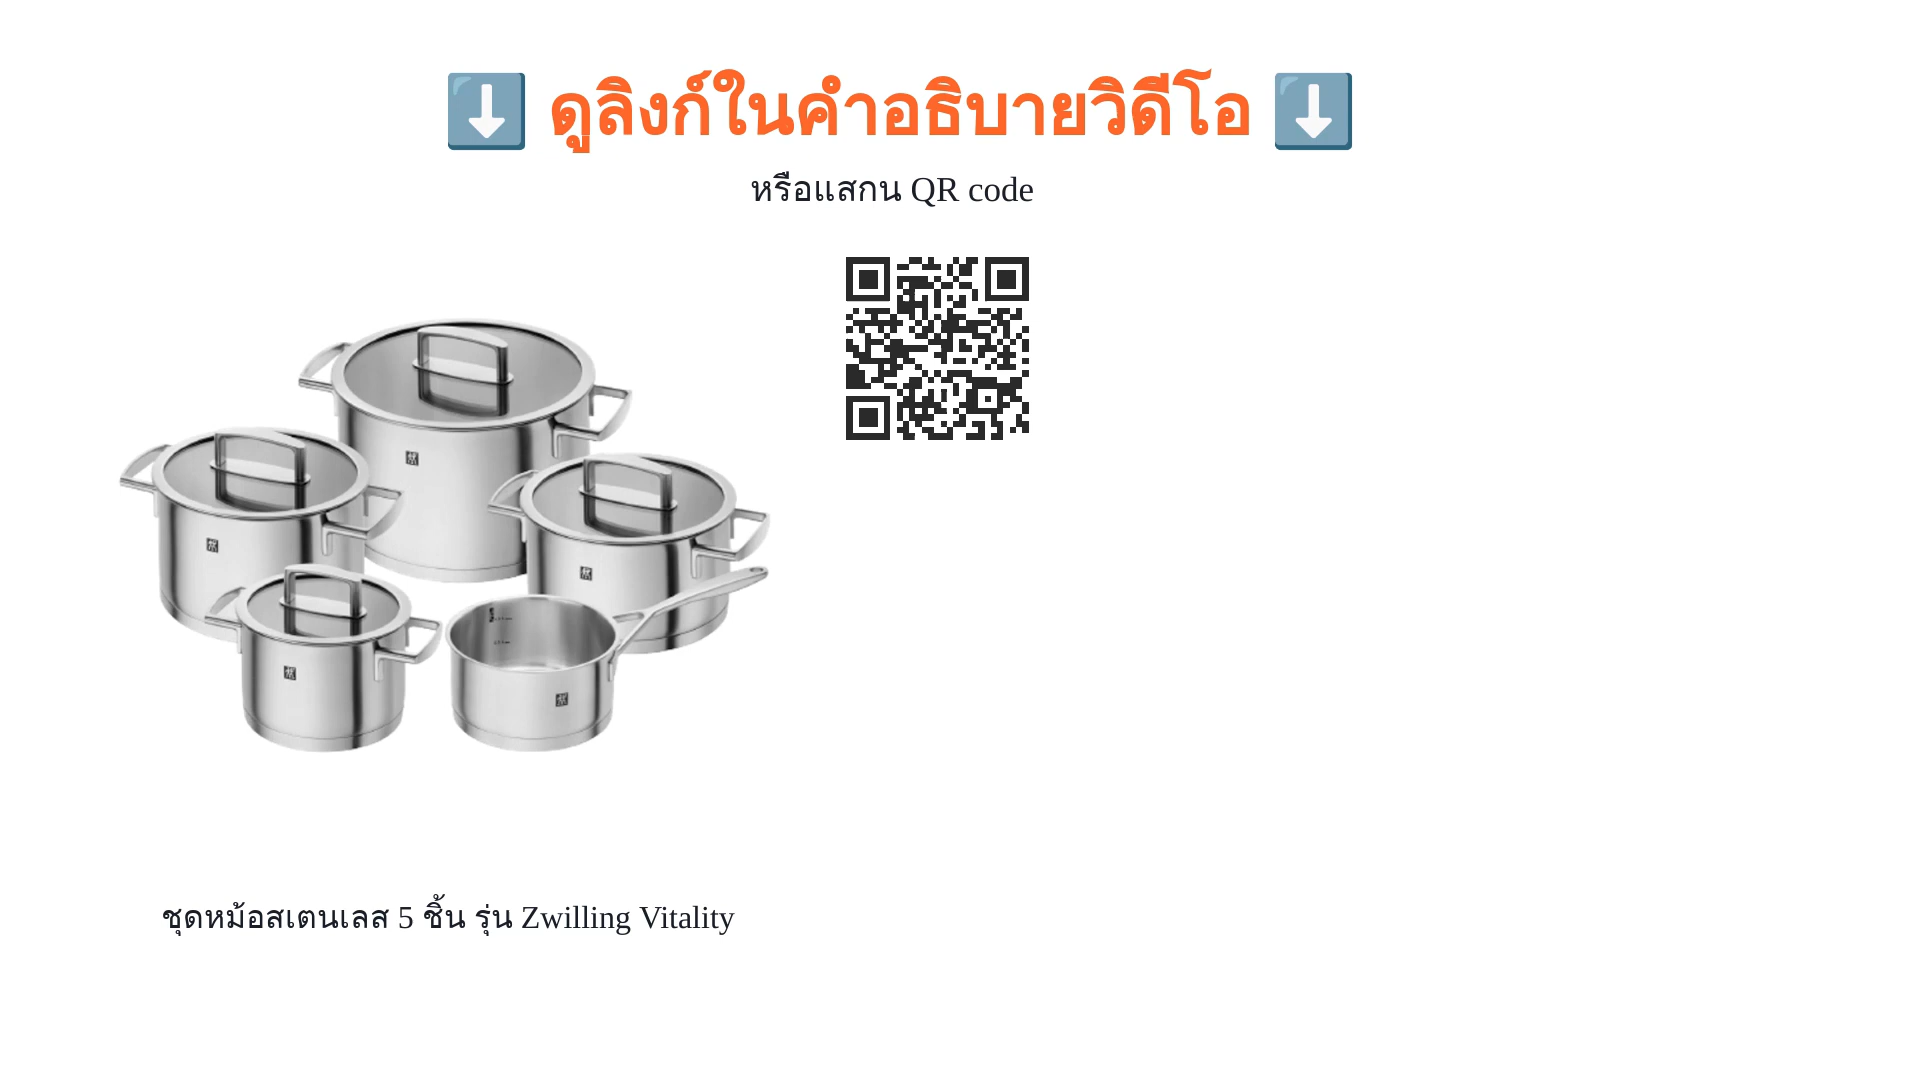 ⬇️ ดูลิงก์ในคำอธิบายวิดีโอ ⬇️
หรือแสกน QR code
ชุดหม้อสเตนเลส 5 ชิ้น รุ่น Zwilling Vitality